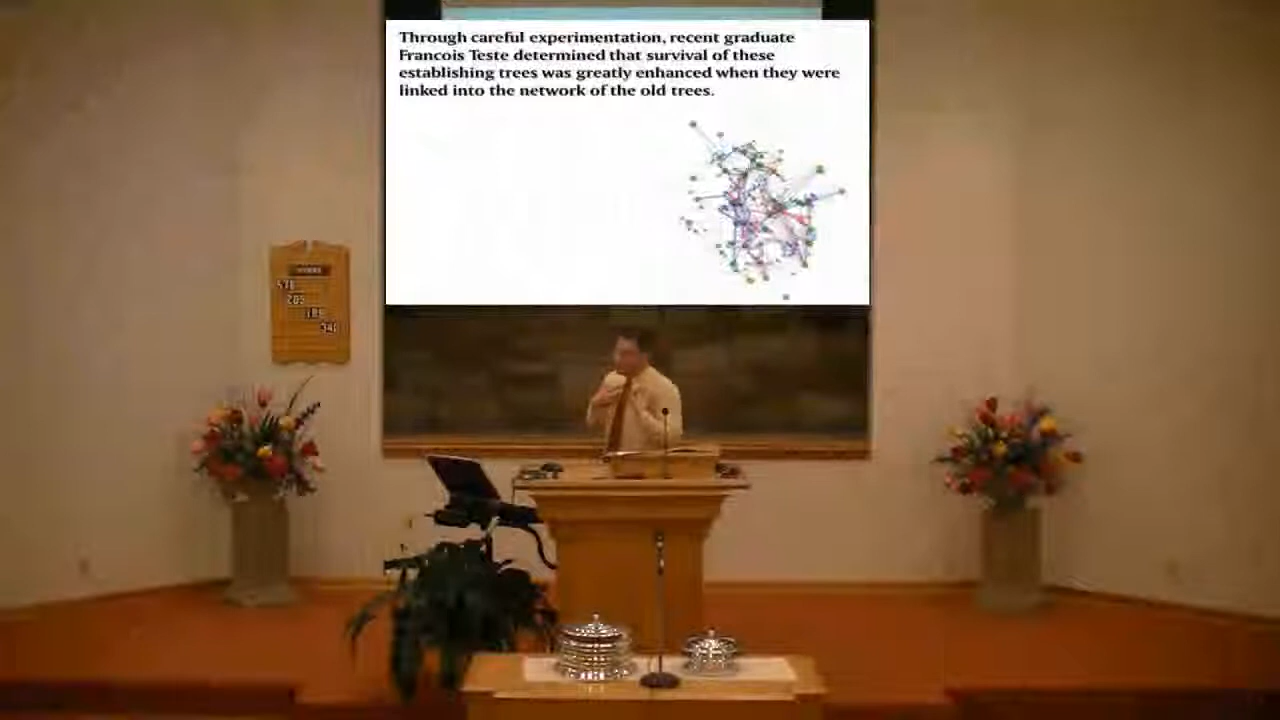 Through careful experimentation, recent graduate
Francois Teste determined that survival of these
establishing trees was greatly enhanced when they were
linked into the network of the old trees.
205